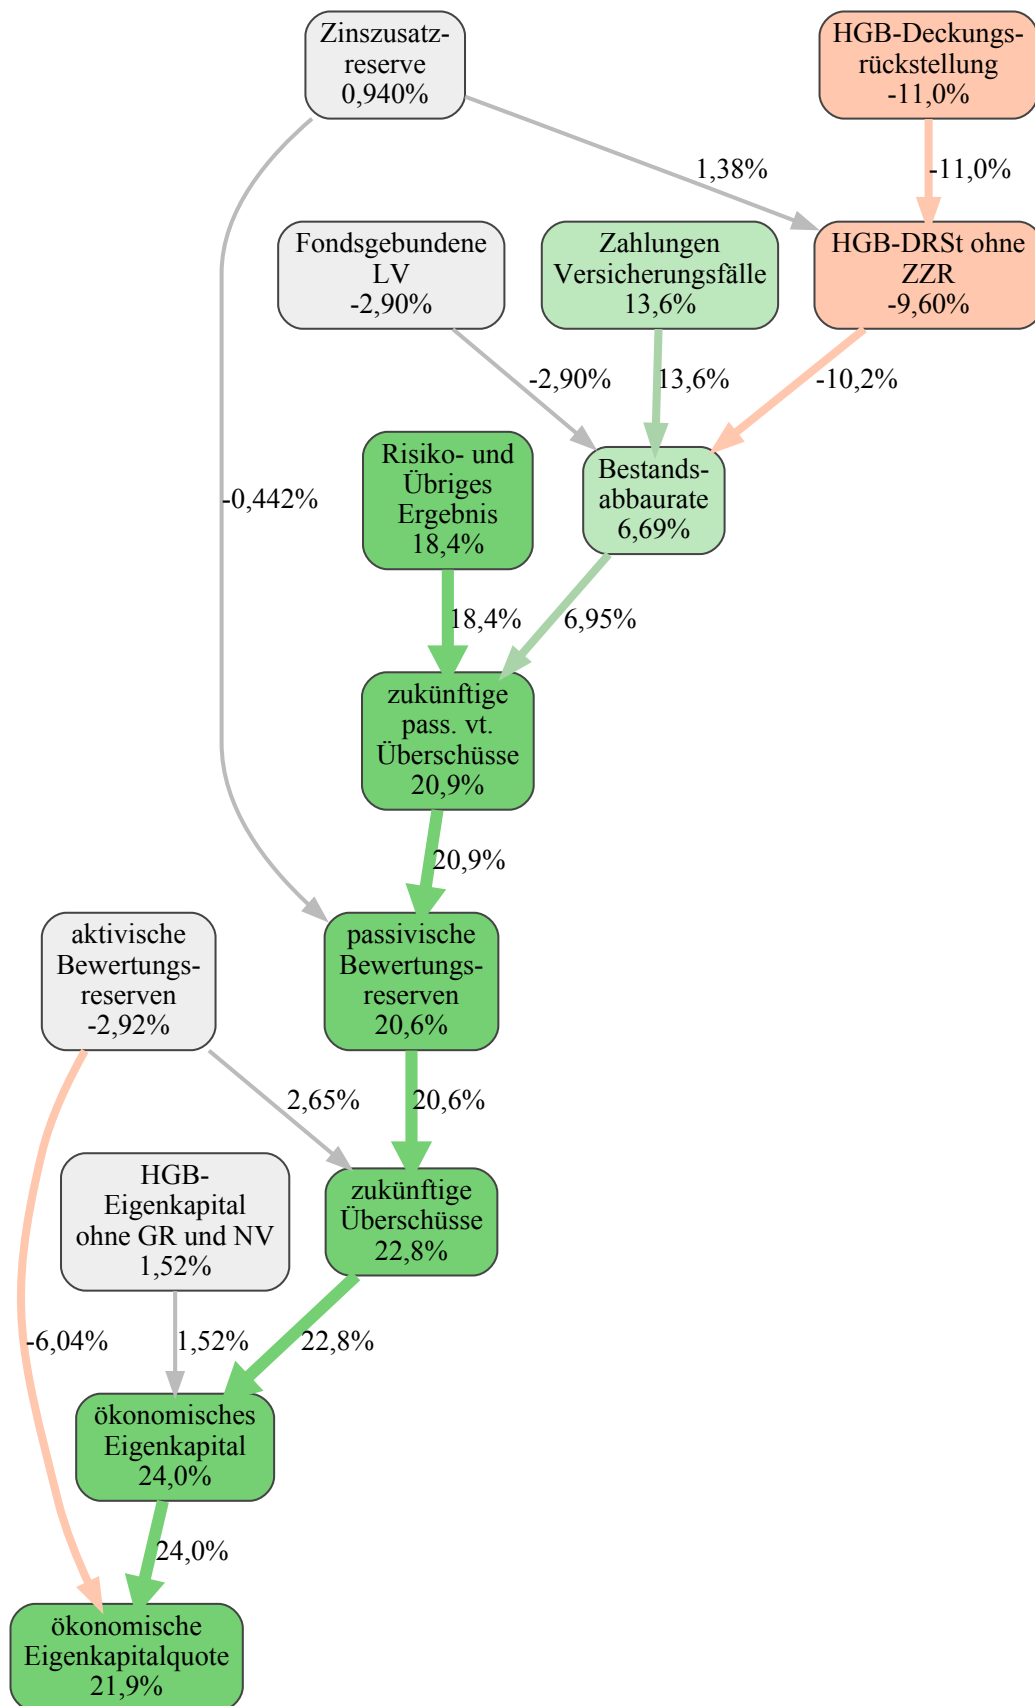 Zinszusatz-
reserve
0,940%
HGB-Deckungs-
rückstellung
-11,0%
1,38%
-11,0%
Fondsgebundene
LV
-2,90%
Zahlungen
Versicherungsfälle
13,6%
HGB-DRSt ohne
ZZR
-9,60%
-2,90%
13,6%
-10,2%
Risiko- und
Übriges
Ergebnis
18,4%
Bestands-
abbaurate
6,69%
-0,442%
18,4%
6,95%
zukünftige
pass. vt.
Überschüsse
20,9%
20,9%
aktivische
Bewertungs-
reserven
-2,92%
passivische
Bewertungs-
reserven
20,6%
2,65%
20,6%
HGB-
Eigenkapital
ohne GR und NV
1,52%
zukünftige
Überschüsse
22,8%
-6,04%
1,52%
22,8%
ökonomisches
Eigenkapital
24,0%
24,0%
ökonomische
Eigenkapitalquote
21,9%